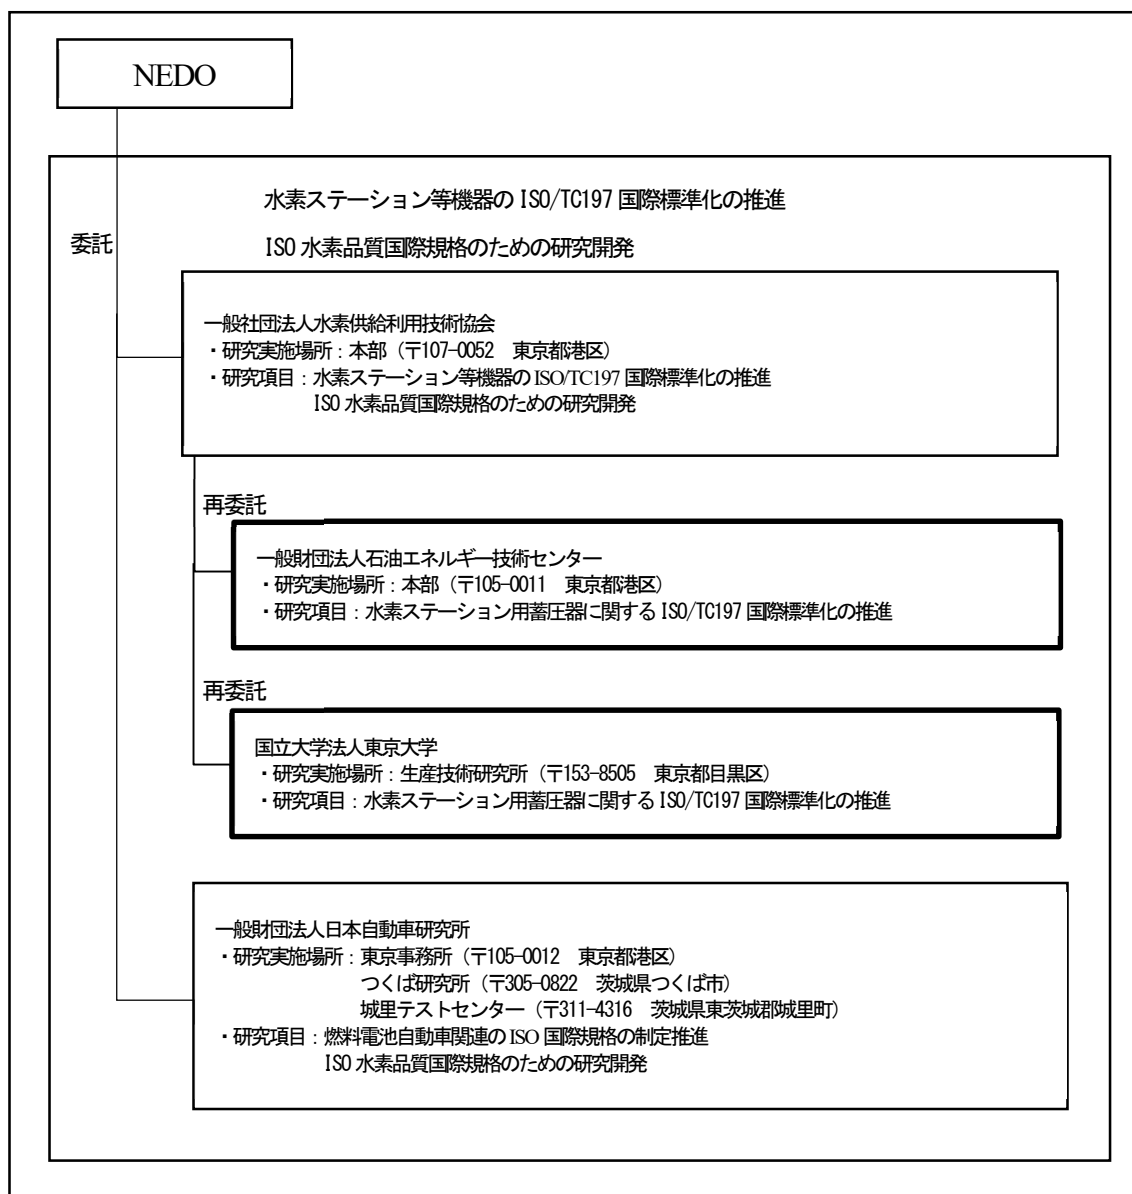 NEDO
水素ステーション等機器の ISO/TC197 国際標準化の推進
委託
ISO 水素品質国際規格のための研究開発
一般社団法人水素供給利用技術協会
・研究実施場所：本部（〒107-0052　東京都港区）
・研究項目：水素ステーション等機器の ISO/TC197 国際標準化の推進
ISO 水素品質国際規格のための研究開発
再委託
一般財団法人石油エネルギー技術センター
・研究実施場所：本部（〒105-0011　東京都港区）
・研究項目：水素ステーション用蓄圧器に関する ISO/TC197 国際標準化の推進
再委託
国立大学法人東京大学
・研究実施場所：生産技術研究所（〒153-8505　東京都目黒区）
・研究項目：水素ステーション用蓄圧器に関する ISO/TC197 国際標準化の推進
一般財団法人日本自動車研究所
・研究実施場所：東京事務所（〒105-0012　東京都港区）
つくば研究所（〒305-0822　茨城県つくば市）
城里テストセンター（〒311-4316　茨城県東茨城郡城里町）
・研究項目：燃料電池自動車関連の ISO 国際規格の制定推進
ISO 水素品質国際規格のための研究開発